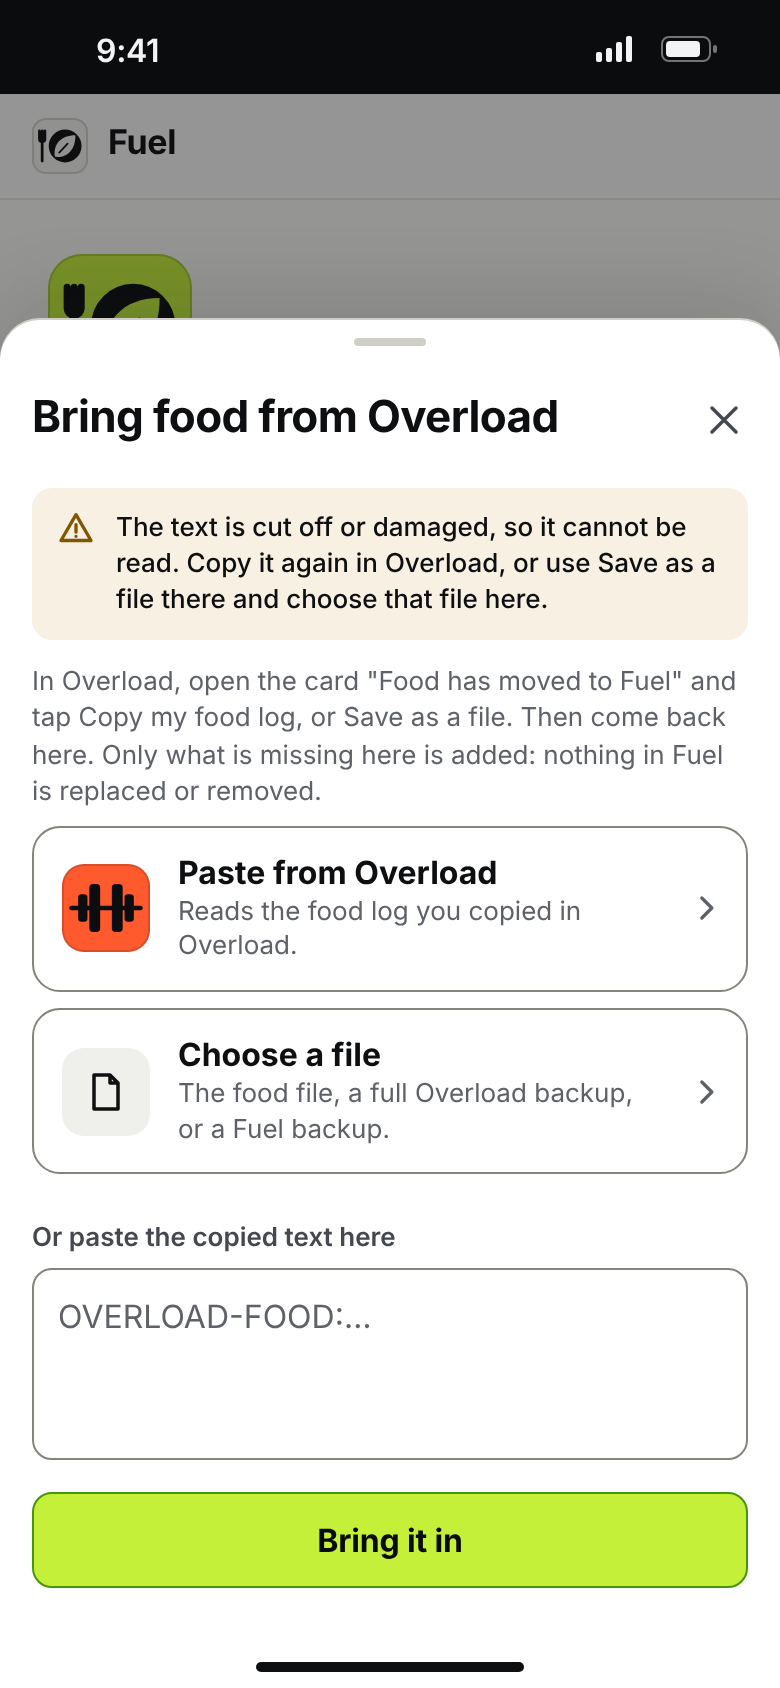 9:41
Fuel
Bring food from Overload
The text is cut off or damaged, so it cannot be
read. Copy it again in Overload, or use Save as a
file there and choose that file here.
In Overload, open the card "Food has moved to Fuel" and
tap Copy my food log, or Save as a file. Then come back
here. Only what is missing here is added: nothing in Fuel
is replaced or removed.
Paste from Overload
Reads the food log you copied in
Overload.
Choose a file
The food file, a full Overload backup,
or a Fuel backup.
Or paste the copied text here
OVERLOAD-FOOD:...
Bring it in